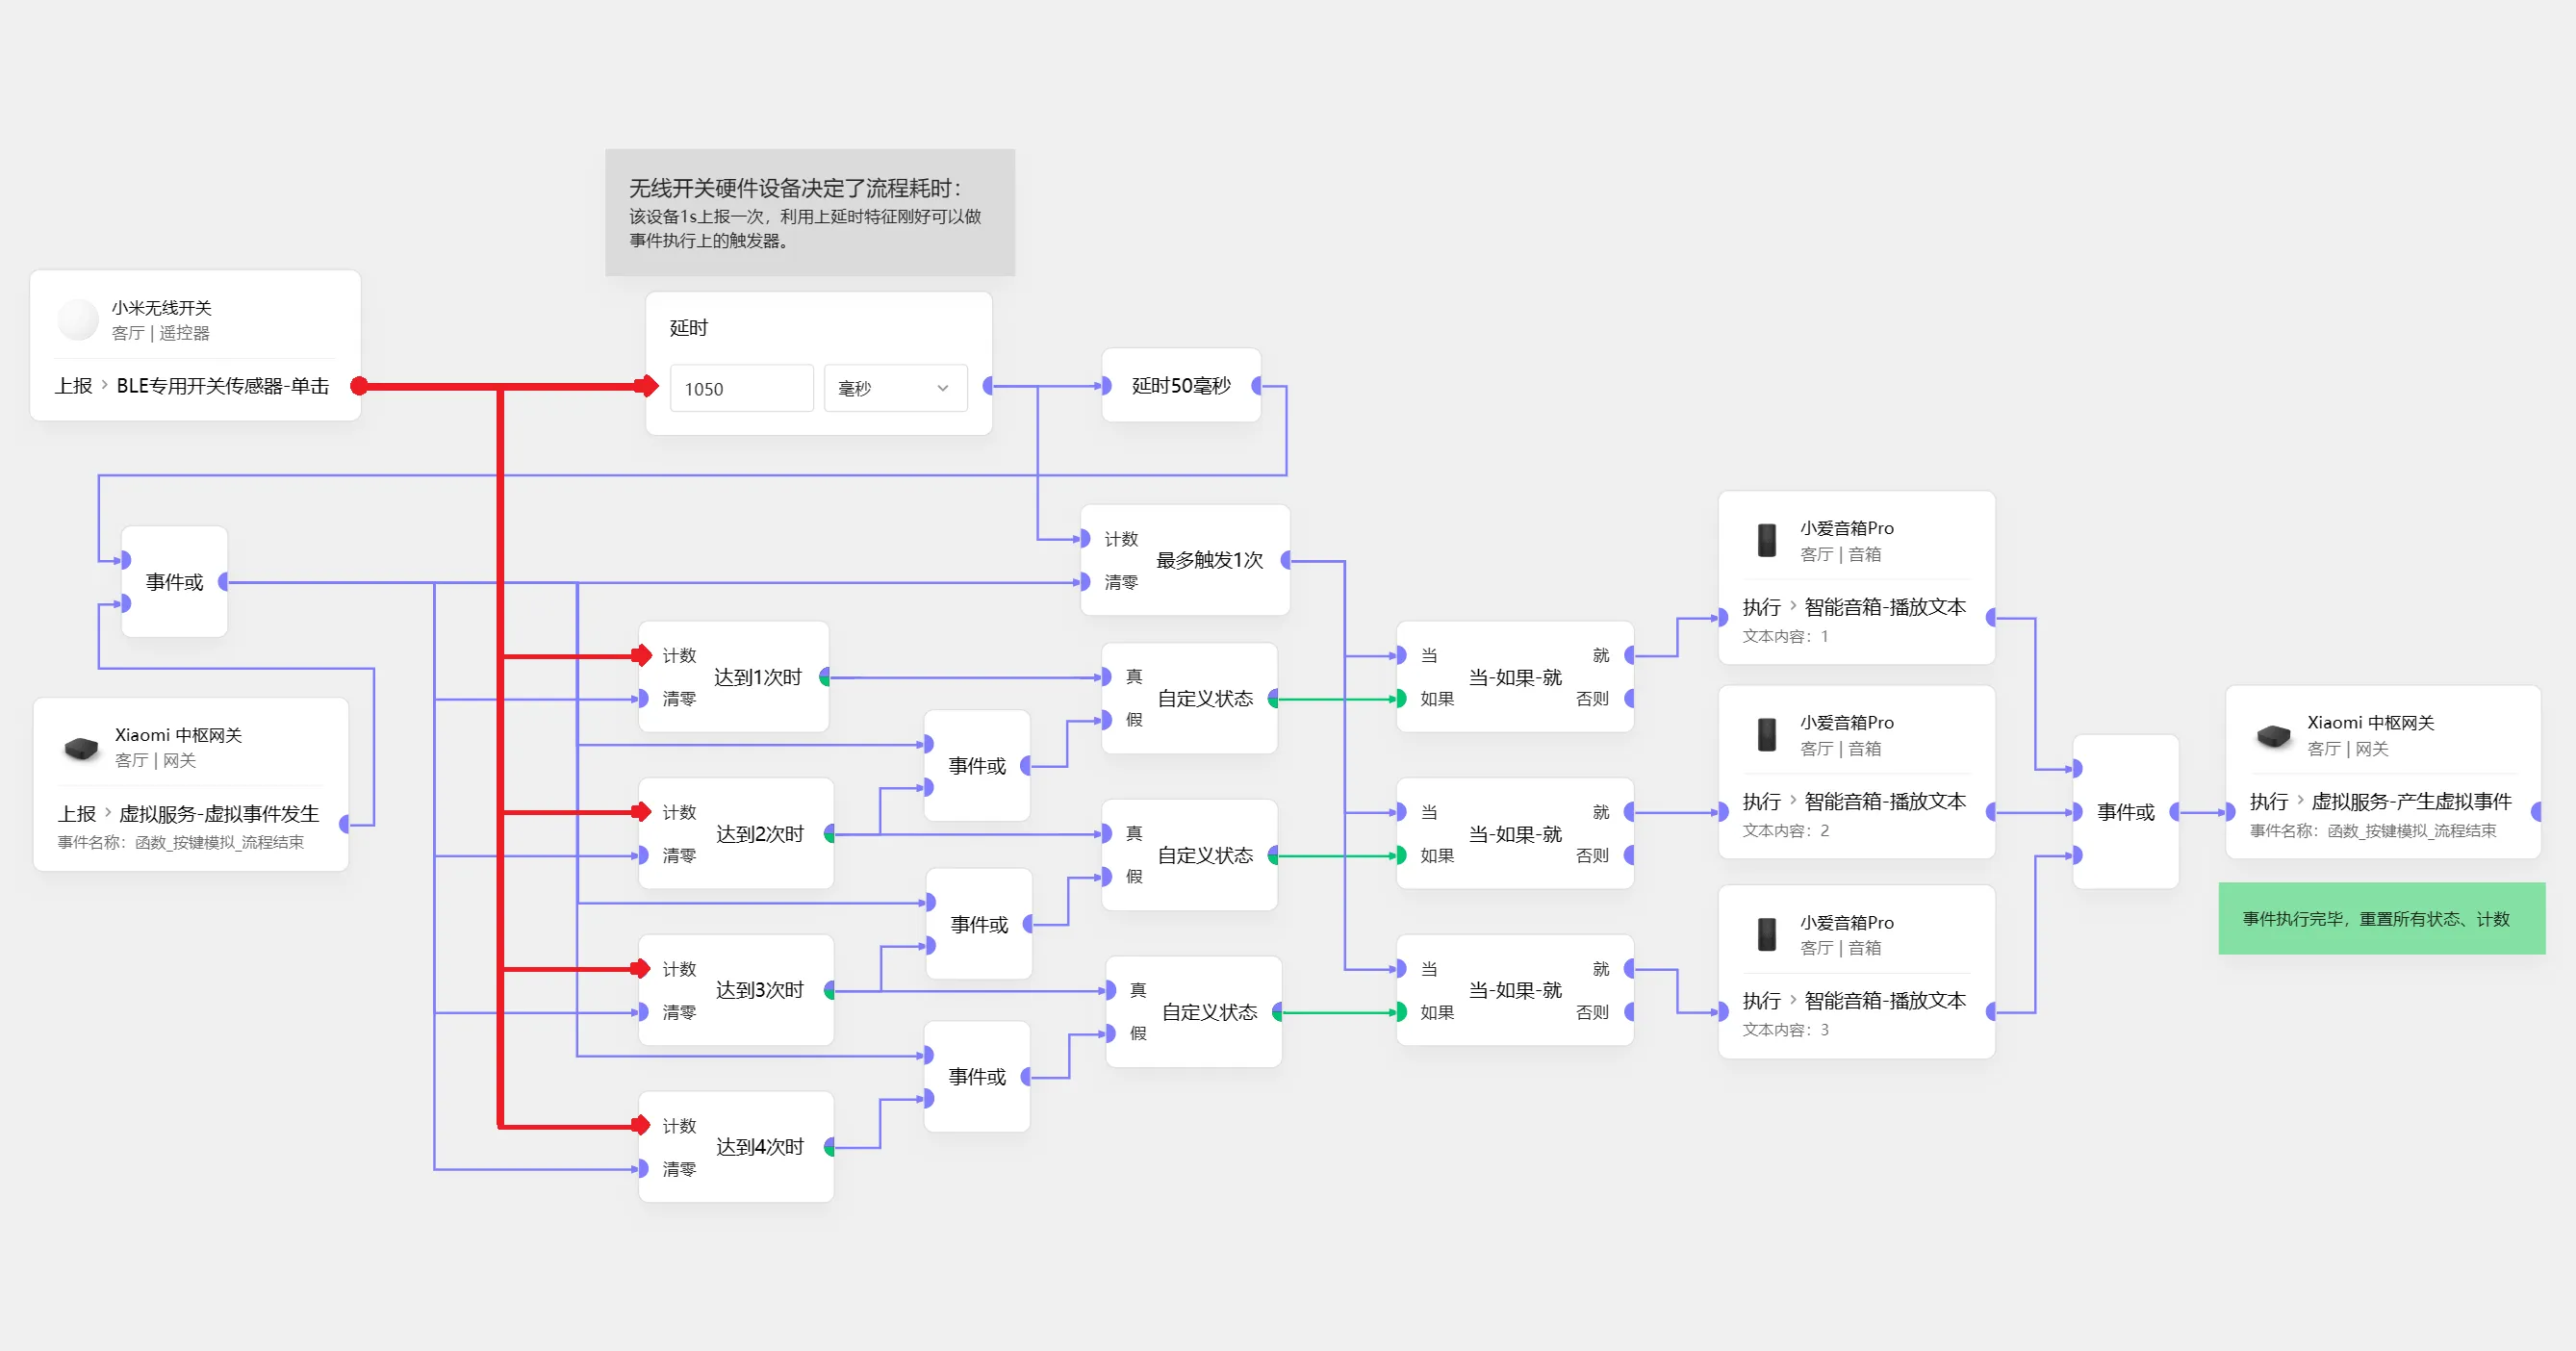 无线开关硬件设备决定了流程耗时：
该设备1s上报一次，利用上延时特征刚好可以做
事件执行上的触发器。
小米无线开关
客厅 | 遥控器
上报 › BLE专用开关传感器-单击
延时
1050
毫秒
延时50毫秒
事件或
计数
最多触发1次
清零
Xiaomi 中枢网关
客厅 | 网关
上报 › 虚拟服务-虚拟事件发生
事件名称：函数_按键模拟_流程结束
计数
达到1次时
清零
计数
达到2次时
清零
计数
达到3次时
清零
计数
达到4次时
清零
事件或
事件或
事件或
真
自定义状态
假
真
自定义状态
假
真
自定义状态
假
当
当-如果-就
就
如果
否则
当
当-如果-就
就
如果
否则
当
当-如果-就
就
如果
否则
小爱音箱Pro
客厅 | 音箱
执行 › 智能音箱-播放文本
文本内容：1
小爱音箱Pro
客厅 | 音箱
执行 › 智能音箱-播放文本
文本内容：2
小爱音箱Pro
客厅 | 音箱
执行 › 智能音箱-播放文本
文本内容：3
事件或
Xiaomi 中枢网关
客厅 | 网关
执行 › 虚拟服务-产生虚拟事件
事件名称：函数_按键模拟_流程结束
事件执行完毕，重置所有状态、计数